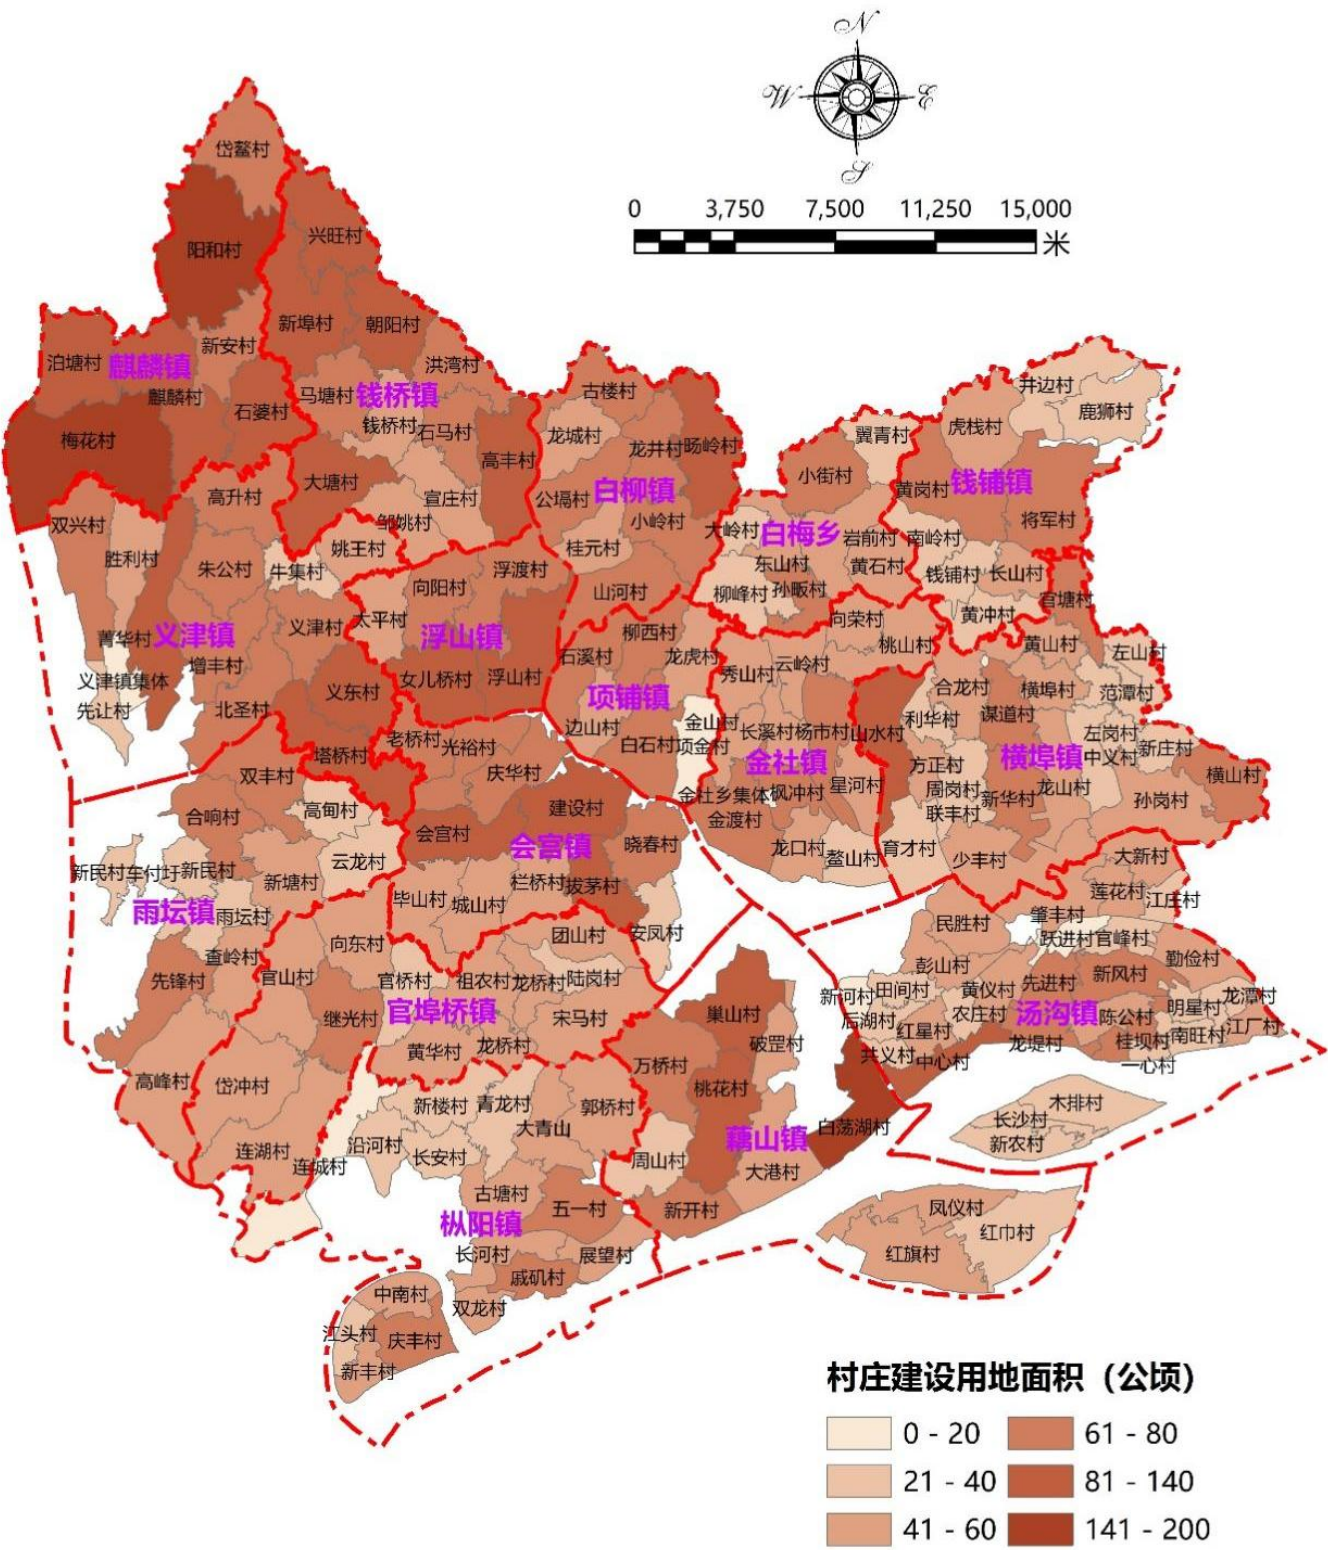 N
W
E
S
0 3,750 7,500 11,250 15,000
米
岱鳌村
阳和村
兴旺村
新埠村
朝阳村
新安村
泊塘村
麒麟镇
麒麟村
洪湾村
马塘村
钱桥镇
石婆村
钱桥村
石马村
梅花村
高丰村
大塘村
宣庄村
邹姚村
古楼村
龙城村
龙井村
旸岭村
公塥村
白柳镇
小岭村
桂元村
山河村
翼青村
小街村
大岭村
白梅乡
岩前村
东山村
黄石村
柳峰村
孙畈村
井边村
鹿狮村
虎栈村
黄岗村
钱铺镇
将军村
南岭村
钱铺村
长山村
黄冲村
官塘村
高升村
双兴村
胜利村
朱公村
牛集村
姚王村
菁华村
义津镇
义津村
增丰村
义津镇集体
先让村
北圣村
义东村
塔桥村
浮渡村
向阳村
太平村
浮山镇
女儿桥村
浮山村
柳西村
石溪村
龙虎村
项铺镇
边山村
白石村
金山村
项金村
向荣村
桃山村
秀山村
云岭村
长溪村
杨市村
山水村
金社镇
金社乡集体
枫冲村
星河村
金渡村
龙口村
鳌山村
黄山村
左山村
合龙村
横埠村
范潭村
利华村
谋道村
左岗村
中义村
新庄村
方正村
横埠镇
周岗村
新华村
龙山村
横山村
联丰村
孙岗村
育才村
少丰村
老桥村
光裕村
庆华村
建设村
会宫村
会宫镇
晓春村
栏桥村
拔茅村
毕山村
城山村
安凤村
双丰村
高甸村
合响村
云龙村
新民村
车付圩
新民村
新塘村
雨坛镇
雨坛村
查岭村
先锋村
高峰村
团山村
向东村
官山村
官桥村
祖农村
龙桥村
陆岗村
继光村
官埠桥镇
宋马村
黄华村
龙桥村
岱冲村
连湖村
连城村
大新村
莲花村
江庄村
民胜村
肇丰村
跃进村
官峰村
彭山村
勤俭村
新河村
田间村
黄仪村
先进村
新风村
龙潭村
后湖村
农庄村
汤沟镇
陈公村
明星村
红星村
南旺村
江厂村
共义村
中心村
龙堤村
桂坝村
一心村
木排村
长沙村
新农村
凤仪村
红巾村
红旗村
巢山村
破罡村
万桥村
桃花村
白荡湖村
藕山镇
周山村
大港村
新开村
新楼村
青龙村
郭桥村
大青山
沿河村
长安村
古塘村
五一村
枞阳镇
长河村
展望村
戚矶村
双龙村
中南村
江头村
庆丰村
新丰村
村庄建设用地面积（公顷）
0 - 20
61 - 80
21 - 40
81 - 140
41 - 60
141 - 200